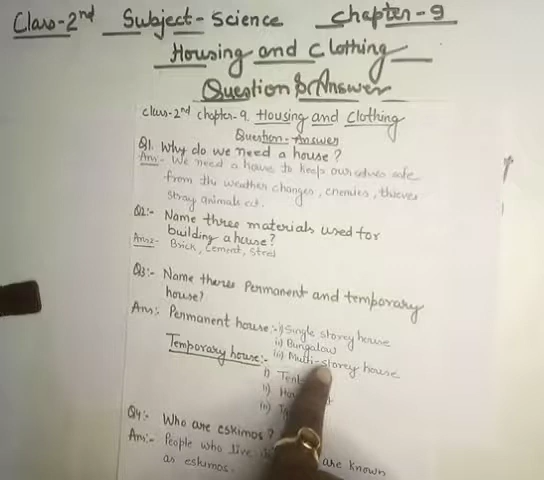 Class-2nd Subject-Science Chapter-9
Housing and Clothing
Question & Answer
class-2nd chapter-9. Housing and Clothing
Question-Answer
Q1. Why do we need a house?
Ans:- We need a house to keep ourselves safe
from the weather changes, enemies, thieves
stray animals ect.
Q2:- Name three materials used for
building a house?
Ans:- Brick, Cement, Steel
Q3:- Name Permanent and temporary
house?
Ans:- Permanent house:- i) Single storey house
ii) Bungalow
iii) Multi-storey house
Temporary house:-
i) Tent
ii)
iii)
Q4:- Who are eskimos?
Ans:- People who live are known
as eskimos.